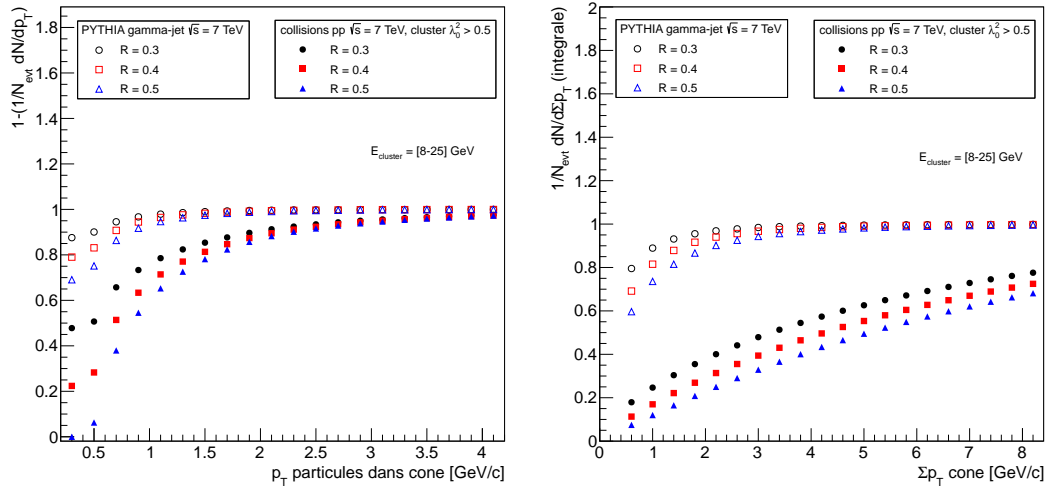 1-(1/N_evt dN/dp_T)
PYTHIA gamma-jet √s = 7 TeV
R = 0.3
R = 0.4
R = 0.5
collisions pp √s = 7 TeV, cluster λ₀² > 0.5
R = 0.3
R = 0.4
R = 0.5
E_cluster = [8-25] GeV
1.8
1.6
1.4
1.2
1
0.8
0.6
0.4
0.2
0
0.5 1 1.5 2 2.5 3 3.5 4
p_T particules dans cone [GeV/c]
1/N_evt dN/dΣp_T (integrale)
PYTHIA gamma-jet √s = 7 TeV
R = 0.3
R = 0.4
R = 0.5
collisions pp √s = 7 TeV, cluster λ₀² > 0.5
R = 0.3
R = 0.4
R = 0.5
E_cluster = [8-25] GeV
2
1.8
1.6
1.4
1.2
1
0.8
0.6
0.4
0.2
0
0 1 2 3 4 5 6 7 8
Σp_T cone [GeV/c]